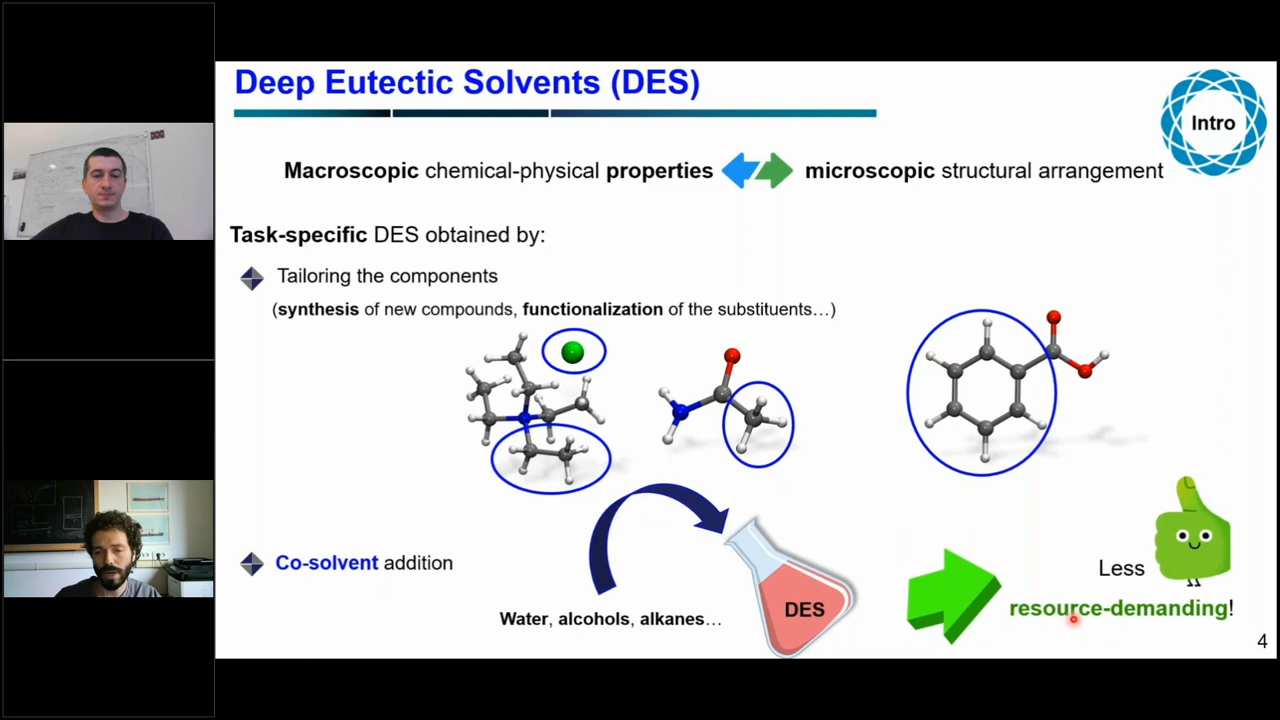 Deep Eutectic Solvents (DES)
Intro
Macroscopic chemical-physical properties microscopic structural arrangement
Task-specific DES obtained by:
Tailoring the components
(synthesis of new compounds, functionalization of the substituents…)
Co-solvent addition
Water, alcohols, alkanes…
DES
Less
resource-demanding!
4